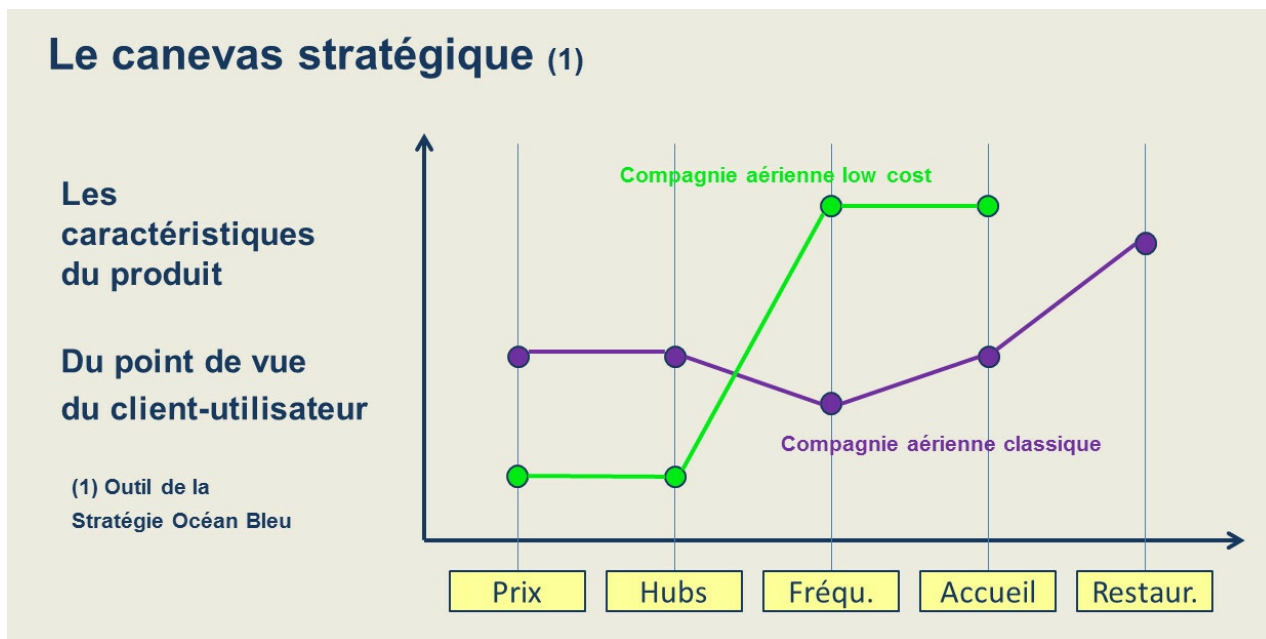 Le canevas stratégique (1)
Les
caractéristiques
du produit
Du point de vue
du client-utilisateur
(1) Outil de la
Stratégie Océan Bleu
Compagnie aérienne low cost
Compagnie aérienne classique
Prix
Hubs
Fréqu.
Accueil
Restaur.